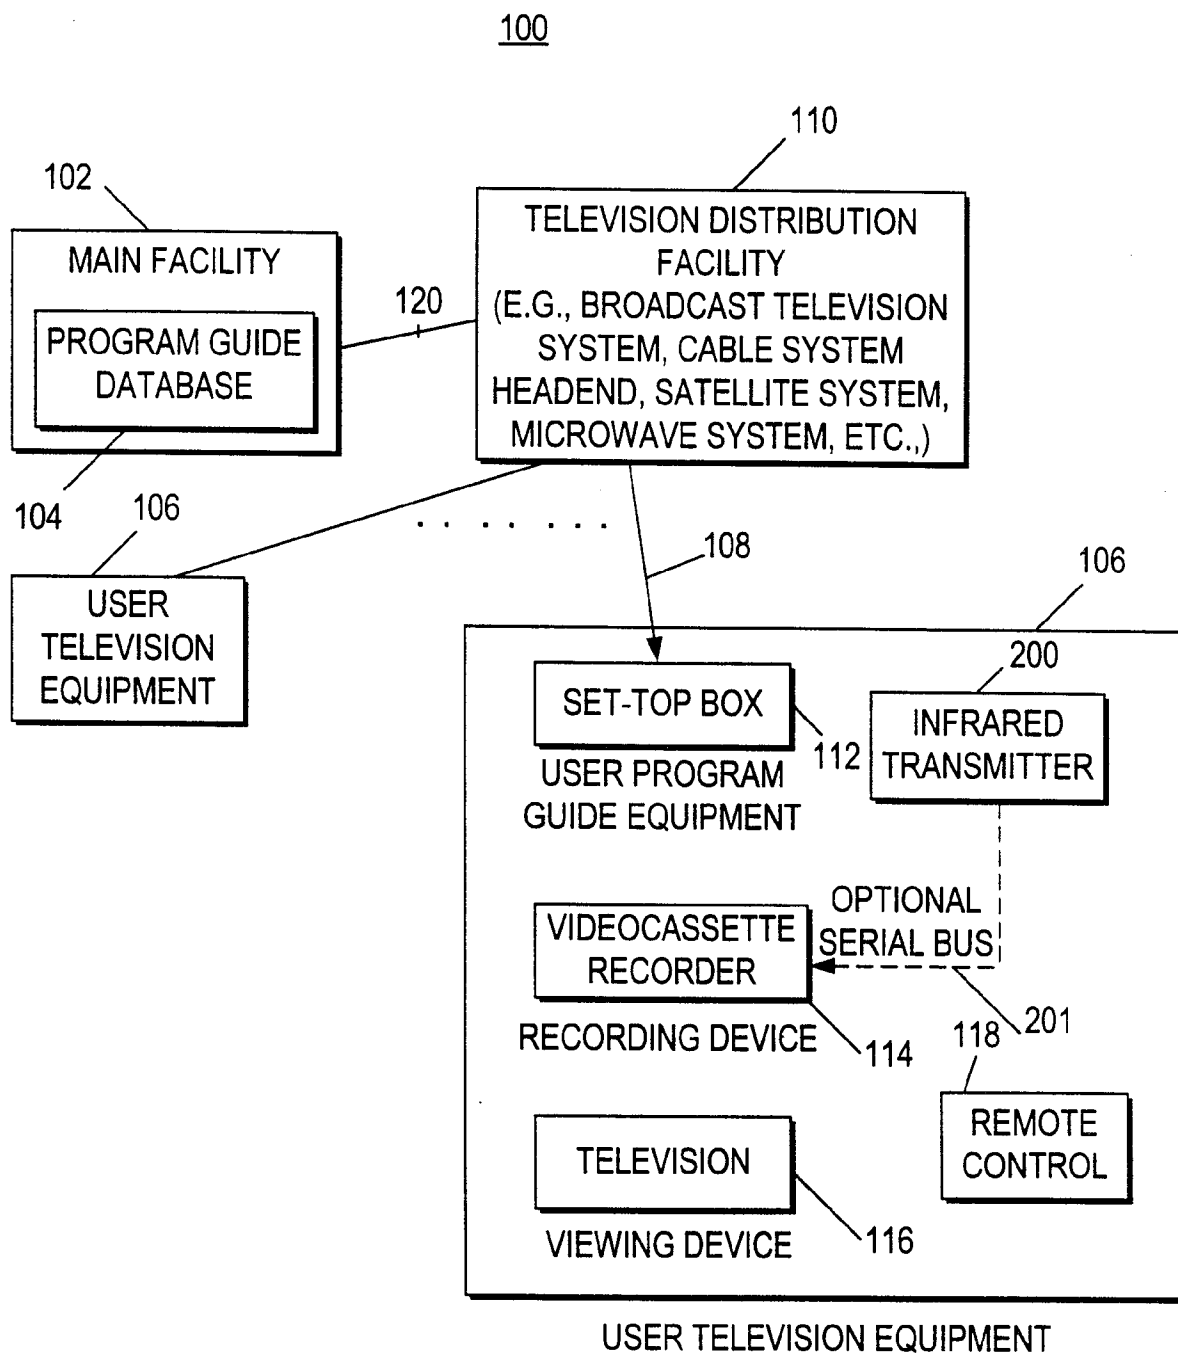 100
110
102
TELEVISION DISTRIBUTION
FACILITY
(E.G., BROADCAST TELEVISION
SYSTEM, CABLE SYSTEM
HEADEND, SATELLITE SYSTEM,
MICROWAVE SYSTEM, ETC.,)
MAIN FACILITY
120
PROGRAM GUIDE
DATABASE
104
106
108
106
USER
TELEVISION
EQUIPMENT
200
SET-TOP BOX
112
INFRARED
TRANSMITTER
USER PROGRAM
GUIDE EQUIPMENT
OPTIONAL
SERIAL BUS
VIDEOCASSETTE
RECORDER
201
RECORDING DEVICE
114
118
REMOTE
CONTROL
TELEVISION
116
VIEWING DEVICE
USER TELEVISION EQUIPMENT